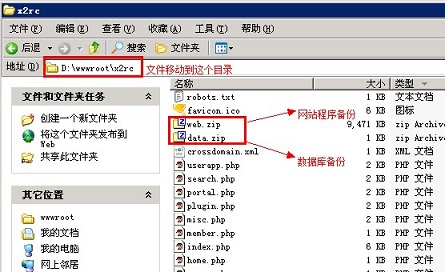 x2rc
文件(F) 编辑(E) 查看(V) 收藏(A) 工具(T) 帮助(H)
后退 搜索 文件夹
地址(D) D:\wwwroot\x2rc 文件移动到这个目录
名称 大小 类型
文件和文件夹任务
创建一个新文件夹
将这个文件夹发布到
Web
共享此文件夹
其它位置
wwwroot
我的文档
我的电脑
网上邻居
robots.txt 1 KB 文本文档
favicon.ico 6 KB 图标
web.zip 9,471 KB zip Archive
data.zip 1 KB zip Archive
crossdomain.xml 1 KB XML 文档
userapp.php 2 KB PHP 文件
search.php 2 KB PHP 文件
portal.php 1 KB PHP 文件
plugin.php 2 KB PHP 文件
misc.php 2 KB PHP 文件
member.php 1 KB PHP 文件
index.php 6 KB PHP 文件
home.php 1 KB PHP 文件
网站程序备份
数据库备份